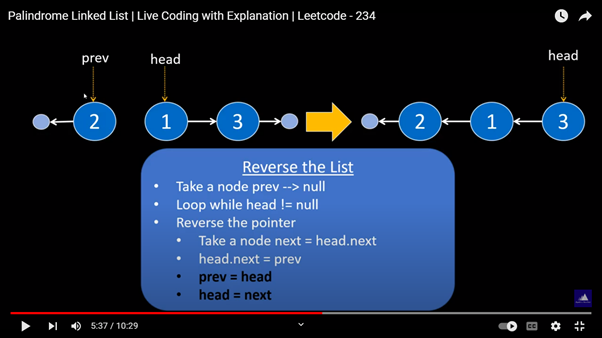 Palindrome Linked List | Live Coding with Explanation | Leetcode - 234
prev
head
head
2
1
3
2
1
3
Reverse the List
• Take a node prev --> null
• Loop while head != null
• Reverse the pointer
• Take a node next = head.next
• head.next = prev
• prev = head
• head = next
5:37 / 10:29
CC